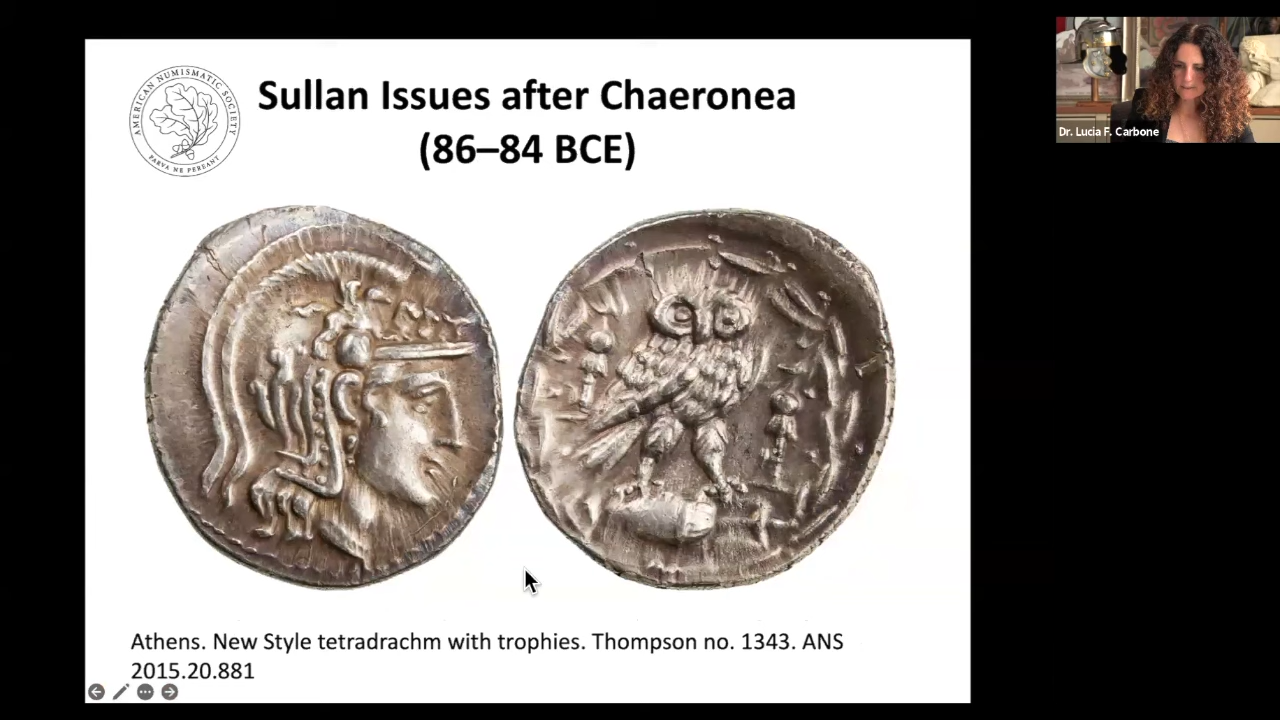 AMERICAN NUMISMATIC SOCIETY
PARVA NE PEREANT
Sullan Issues after Chaeronea
(86–84 BCE)
Dr. Lucia F. Carbone
Athens. New Style tetradrachm with trophies. Thompson no. 1343. ANS
2015.20.881